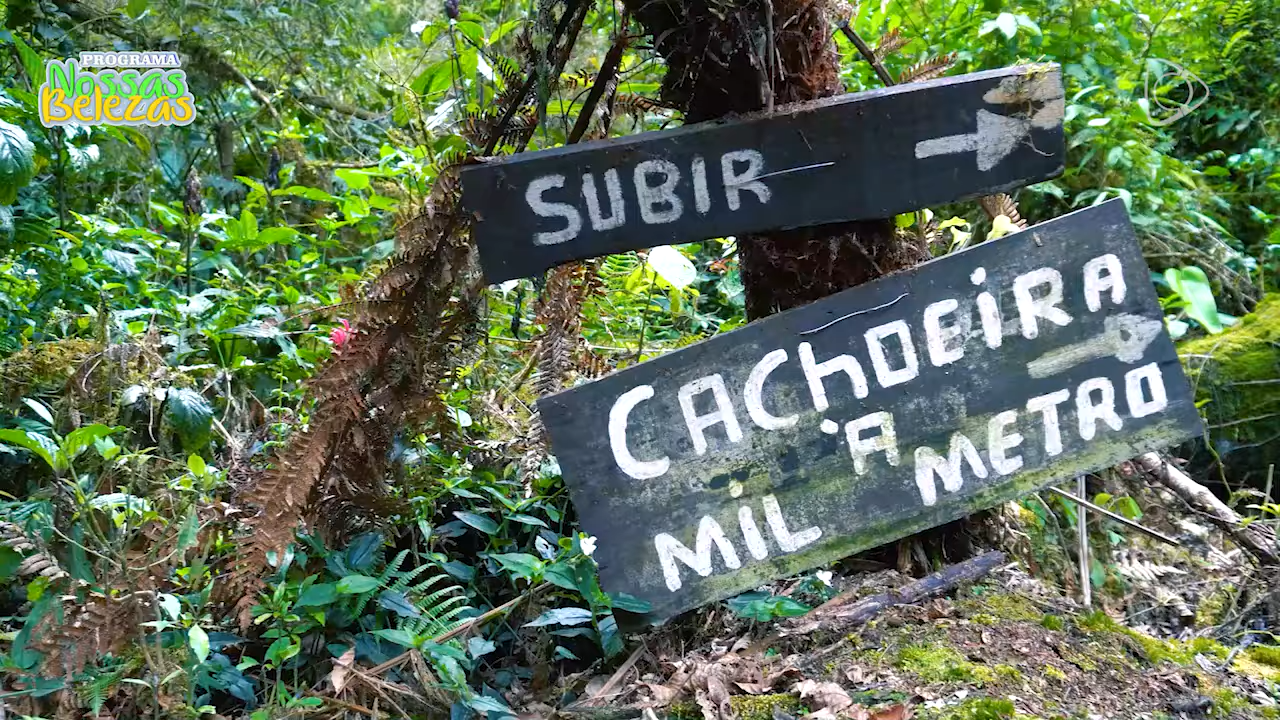 PROGRAMA
Nossas
Belezas
SUBIR
CAChOEiRA
À
MiL METRO